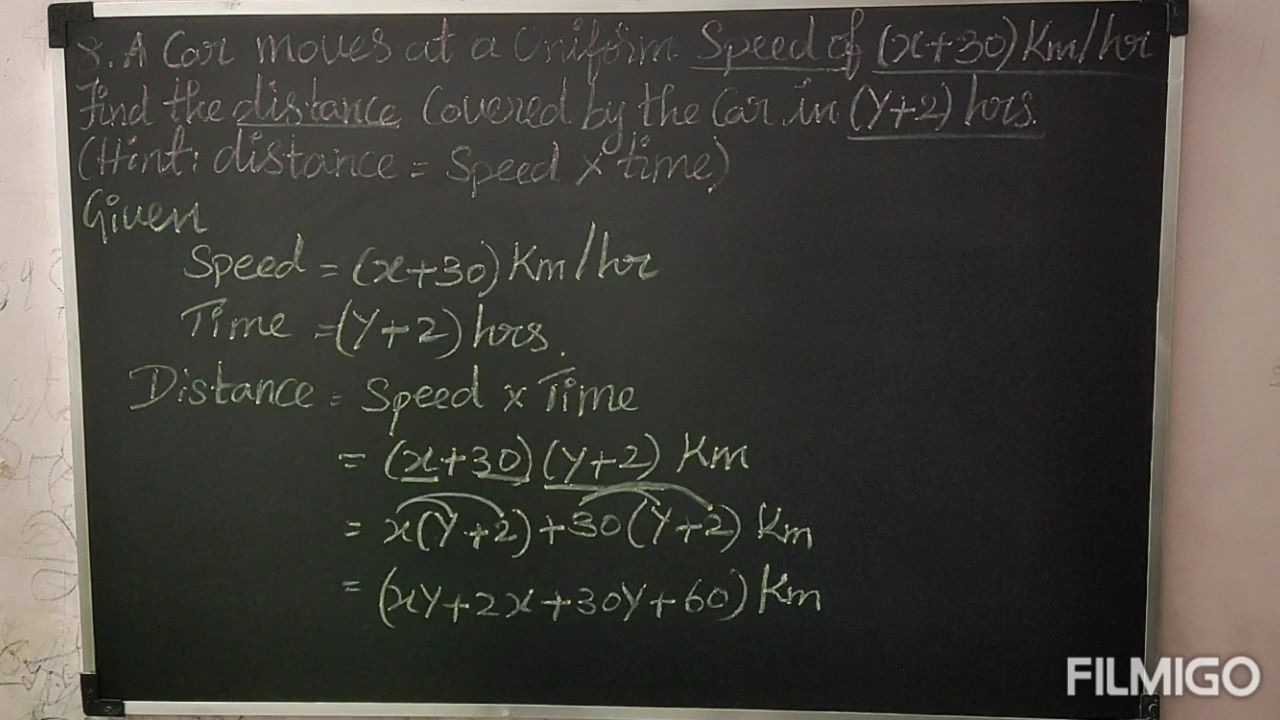 8. A Car moves at a Uniform Speed of (x+30) Km/hr
Find the distance Covered by the Car in (Y+2) hrs.
(Hint: distance = Speed × time)
Given
Speed = (x+30) Km/hr
Time = (Y+2) hrs.
Distance = Speed × Time
= (x+30) (Y+2) Km
= x(Y+2)+30(Y+2) Km
= (xY+2x+30Y+60) Km
FILMIGO